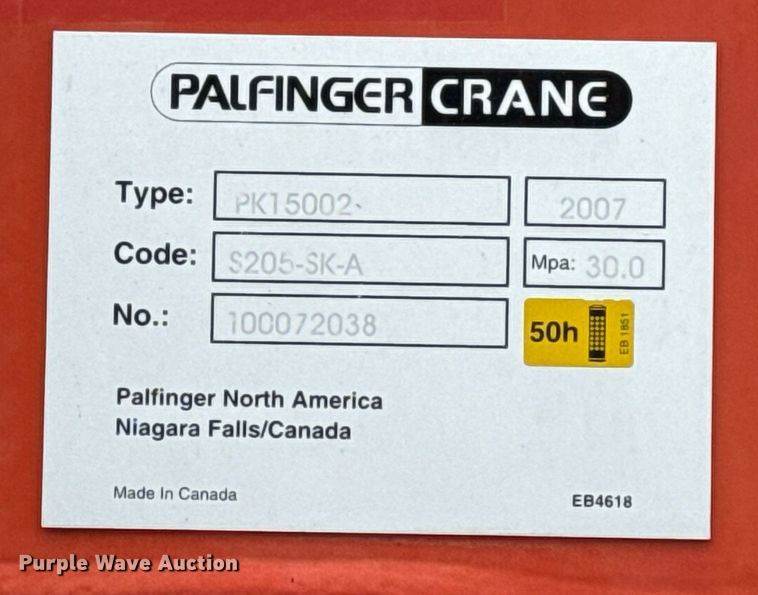 PALFINGER CRANE
Type: PK15002- 2007
Code: S205-SK-A Mpa: 30.0
No.: 100072038 50h EB 1851
Palfinger North America
Niagara Falls/Canada
Made In Canada EB4618
Purple Wave Auction